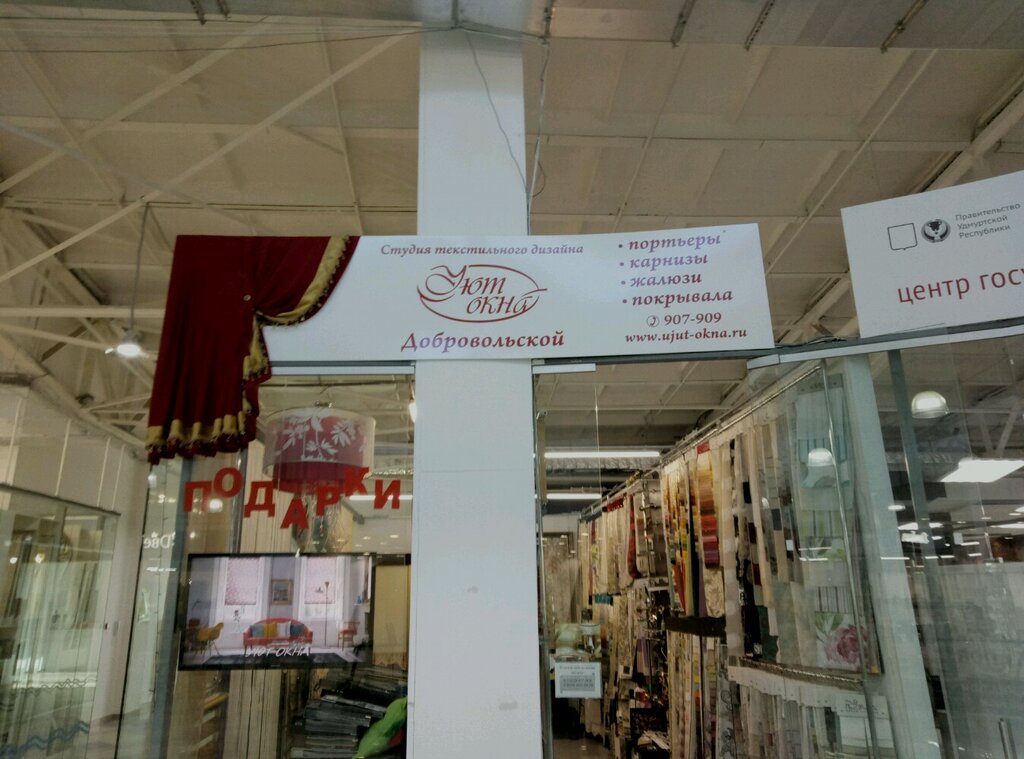 Студия текстильного дизайна
Уют
окна
Добровольской
• портьеры
• карнизы
• жалюзи
• покрывала
907-909
www.ujut-okna.ru
Правительство
Удмуртской
Республики
центр гос
ПОДАРКИ
УЮТ ОКНА